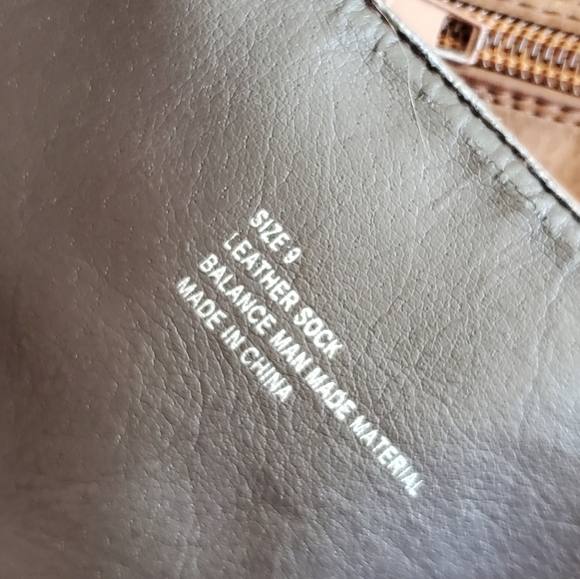 SIZE 9
LEATHER SOCK
BALANCE MAN MADE MATERIAL
MADE IN CHINA